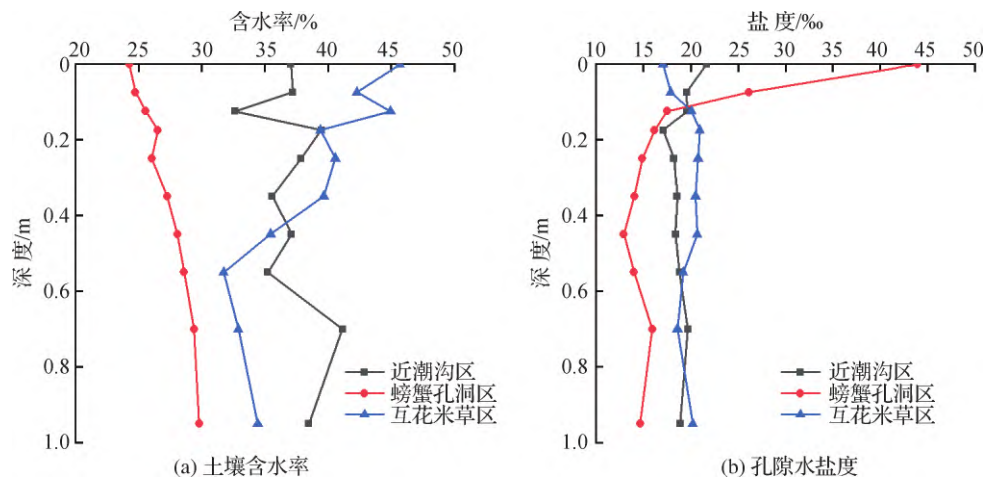 含水率/%
20 25 30 35 40 45 50
0
0.2
0.4
0.6
0.8
1.0
深度/m
近潮沟区
螃蟹孔洞区
互花米草区
(a) 土壤含水率
盐度/‰
10 15 20 26 30 35 40 45 50
0
0.2
0.4
0.6
0.8
1.0
深度/m
近潮沟区
螃蟹孔洞区
互花米草区
(b) 孔隙水盐度